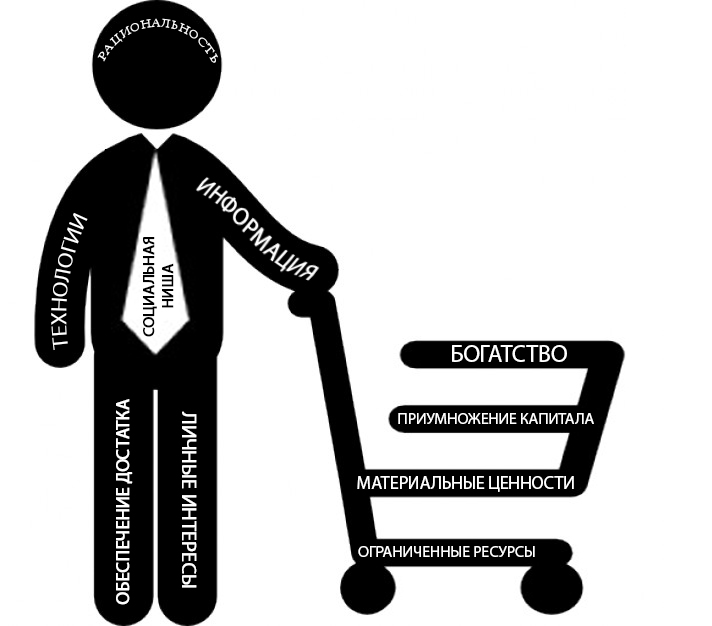 РАЦИОНАЛЬНОСТЬ
ТЕХНОЛОГИИ
СОЦИАЛЬНАЯ
НИША
ИНФОРМАЦИЯ
ОБЕСПЕЧЕНИЕ ДОСТАТКА
ЛИЧНЫЕ ИНТЕРЕСЫ
БОГАТСТВО
ПРИУМНОЖЕНИЕ КАПИТАЛА
МАТЕРИАЛЬНЫЕ ЦЕННОСТИ
ОГРАНИЧЕННЫЕ РЕСУРСЫ